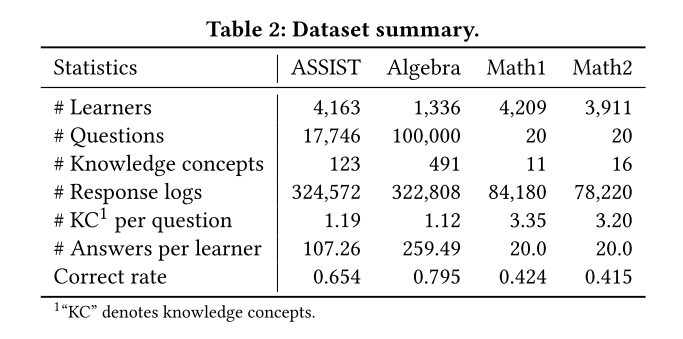 Table 2: Dataset summary.
Statistics ASSIST Algebra Math1 Math2
# Learners 4,163 1,336 4,209 3,911
# Questions 17,746 100,000 20 20
# Knowledge concepts 123 491 11 16
# Response logs 324,572 322,808 84,180 78,220
# KC¹ per question 1.19 1.12 3.35 3.20
# Answers per learner 107.26 259.49 20.0 20.0
Correct rate 0.654 0.795 0.424 0.415
¹“KC” denotes knowledge concepts.